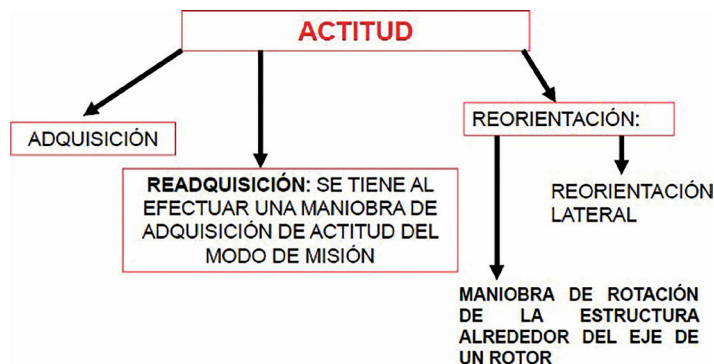 ACTITUD
ADQUISICIÓN
READQUISICIÓN: SE TIENE AL
EFECTUAR UNA MANIOBRA DE
ADQUISICIÓN DE ACTITUD DEL
MODO DE MISIÓN
REORIENTACIÓN:
REORIENTACIÓN
LATERAL
MANIOBRA DE ROTACIÓN
DE LA ESTRUCTURA
ALREDEDOR DEL EJE DE
UN ROTOR